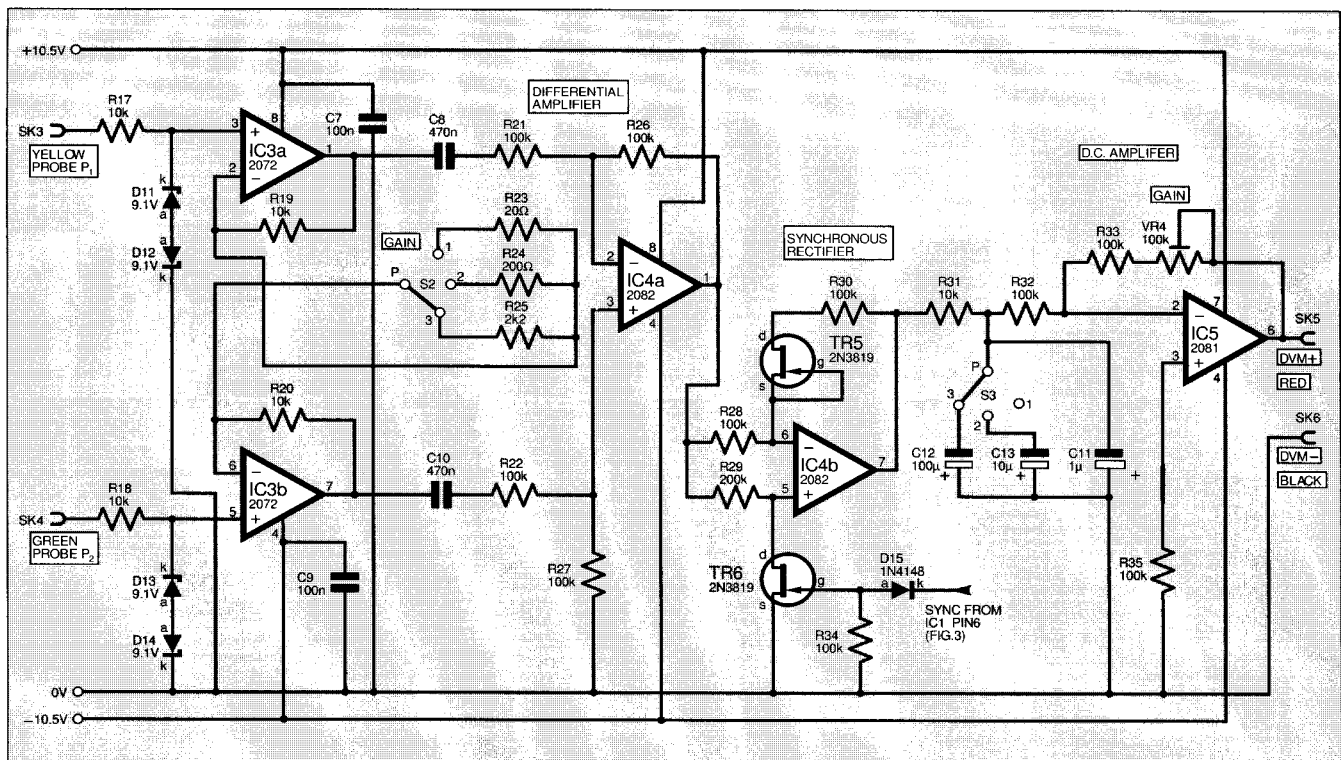 +10.5V
R17
10k
SK3
YELLOW
PROBE P1
k
D11
9.1V
a
a
D12
9.1V
k
3
+
8
IC3a
2072
1
2
−
R19
10k
C7
100n
C8
470n
R21
100k
DIFFERENTIAL
AMPLIFIER
R26
100k
R23
20Ω
GAIN
1
R24
200Ω
P
S2
2
3
R25
2k2
2
−
8
IC4a
2082
1
3
+
4
R20
10k
6
−
IC3b
2072
7
5
+
4
R18
10k
SK4
GREEN
PROBE P2
k
D13
9.1V
a
a
D14
9.1V
k
C10
470n
R22
100k
C9
100n
R27
100k
SYNCHRONOUS
RECTIFIER
R30
100k
d
TR5
2N3819
g
s
R28
100k
R29
200k
6
−
IC4b
2082
7
5
+
d
TR6
2N3819
g
s
D15
1N4148
a
k
SYNC FROM
IC1 PIN6
(FIG.3)
R34
100k
R31
10k
R32
100k
P
3
S3
1
2
C12
100µ
+
C13
10µ
+
C11
1µ
+
D.C. AMPLIFER
GAIN
R33
100k
VR4
100k
2
−
7
IC5
2081
6
3
+
4
R35
100k
SK5
DVM+
RED
SK6
DVM−
BLACK
0V
−10.5V